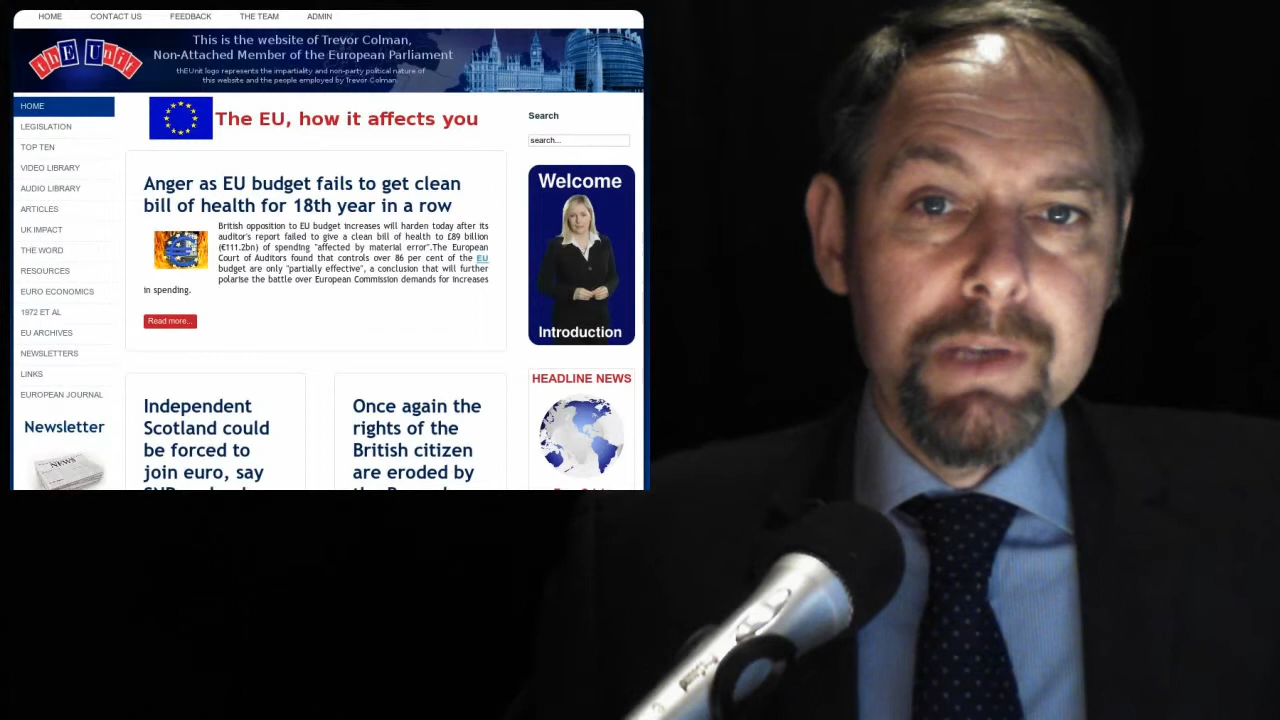 HOME CONTACT US FEEDBACK THE TEAM ADMIN
thE Unit
This is the website of Trevor Colman,
Non-Attached Member of the European Parliament
thEUnit logo represents the impartiality and non-party political nature of
this website and the people employed by Trevor Colman
HOME
LEGISLATION
TOP TEN
VIDEO LIBRARY
AUDIO LIBRARY
ARTICLES
UK IMPACT
THE WORD
RESOURCES
EURO ECONOMICS
1972 ET AL
EU ARCHIVES
NEWSLETTERS
LINKS
EUROPEAN JOURNAL
Newsletter
NEWS
The EU, how it affects you
Anger as EU budget fails to get clean
bill of health for 18th year in a row
British opposition to EU budget increases will harden today after its
auditor's report failed to give a clean bill of health to £89 billion
(€111.2bn) of spending "affected by material error".The European
Court of Auditors found that controls over 86 per cent of the EU
budget are only "partially effective", a conclusion that will further
polarise the battle over European Commission demands for increases
in spending.
Read more...
Independent
Scotland could
be forced to
join euro, say
Once again the
rights of the
British citizen
are eroded by
Search
search...
Welcome
Introduction
HEADLINE NEWS